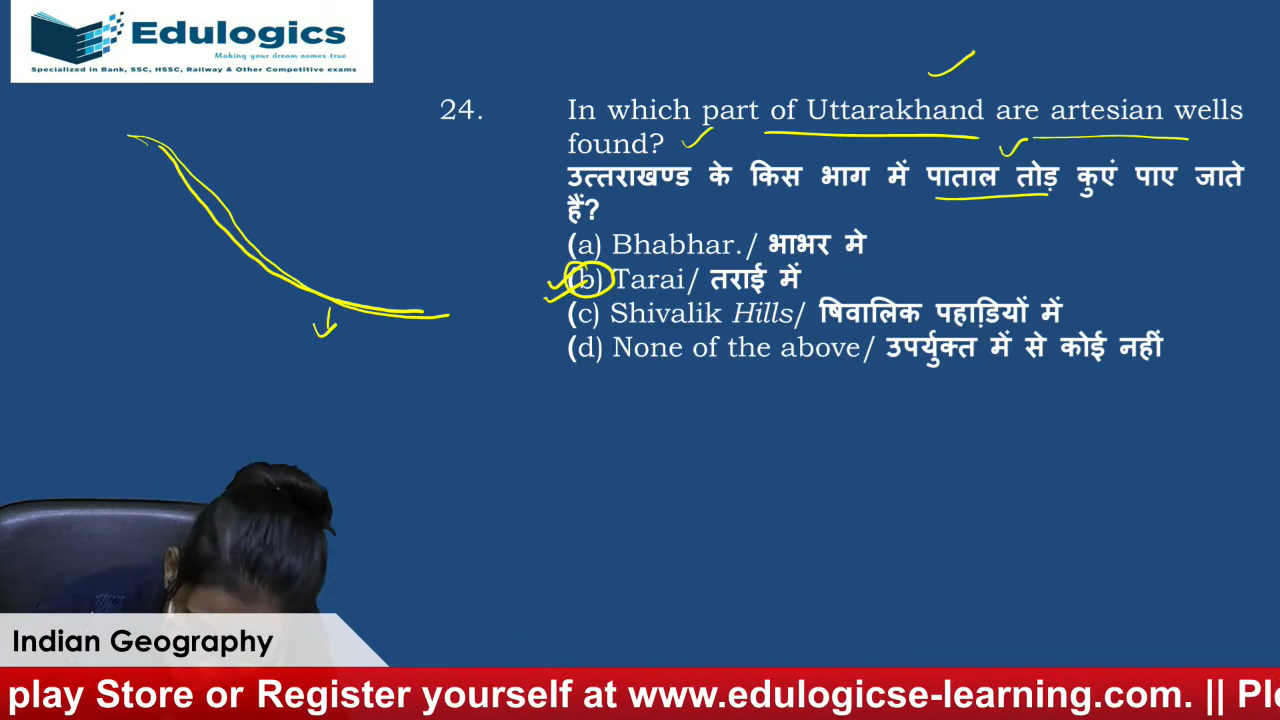 Edulogics
Making your dream names true
Specialized in Bank, SSC, HSSC, Railway & Other Competitive exams
24. In which part of Uttarakhand are artesian wells
found?
उत्तराखण्ड के किस भाग में पाताल तोड़ कुएं पाए जाते
हैं?
(a) Bhabhar./ भाभर मे
(b) Tarai/ तराई में
(c) Shivalik Hills/ षिवालिक पहाड़ियों में
(d) None of the above/ उपर्युक्त में से कोई नहीं
Indian Geography
play Store or Register yourself at www.edulogicse-learning.com. || Ple